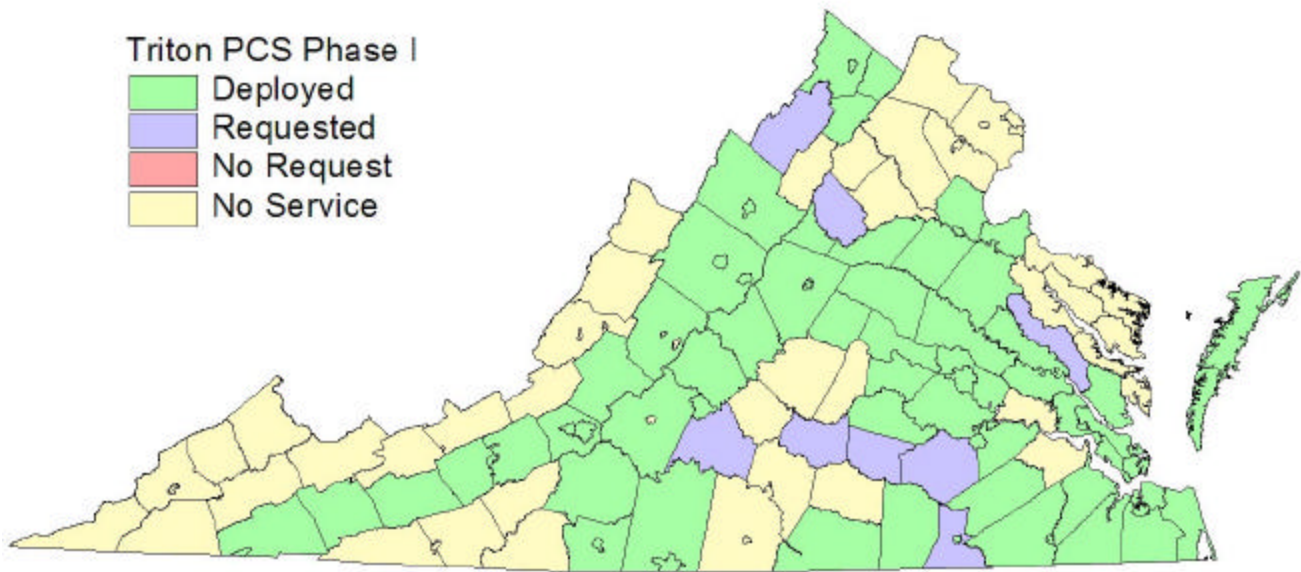 Triton PCS Phase I
Deployed
Requested
No Request
No Service